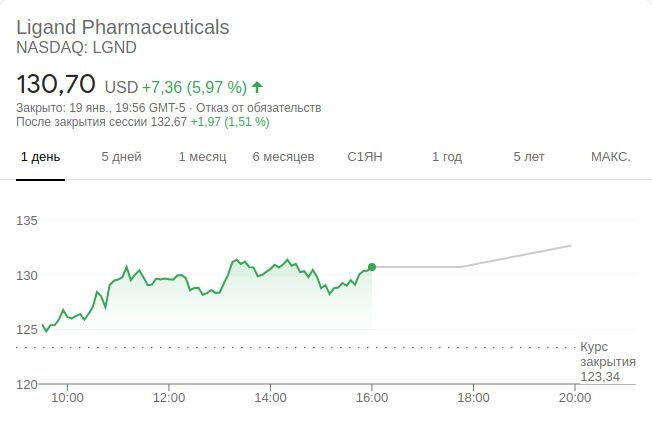 Ligand Pharmaceuticals
NASDAQ: LGND
130,70 USD +7,36 (5,97 %)
Закрыто: 19 янв., 19:56 GMT-5 · Отказ от обязательств
После закрытия сессии 132,67 +1,97 (1,51 %)
1 день 5 дней 1 месяц 6 месяцев С1ЯН 1 год 5 лет МАКС.
135
130
125
Курс
закрытия
123,34
120
10:00 12:00 14:00 16:00 18:00 20:00